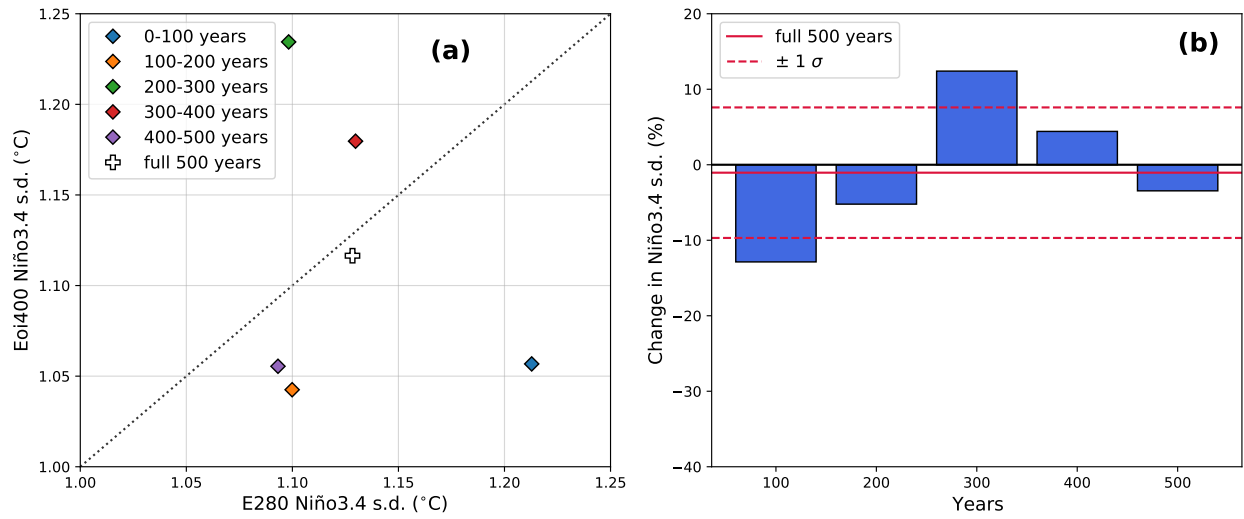 (a)
0-100 years
100-200 years
200-300 years
300-400 years
400-500 years
full 500 years
Eoi400 Niño3.4 s.d. (°C)
1.25
1.20
1.15
1.10
1.05
1.00
1.00 1.05 1.10 1.15 1.20 1.25
E280 Niño3.4 s.d. (°C)
(b)
full 500 years
± 1 σ
Change in Niño3.4 s.d. (%)
20
10
0
−10
−20
−30
−40
100 200 300 400 500
Years